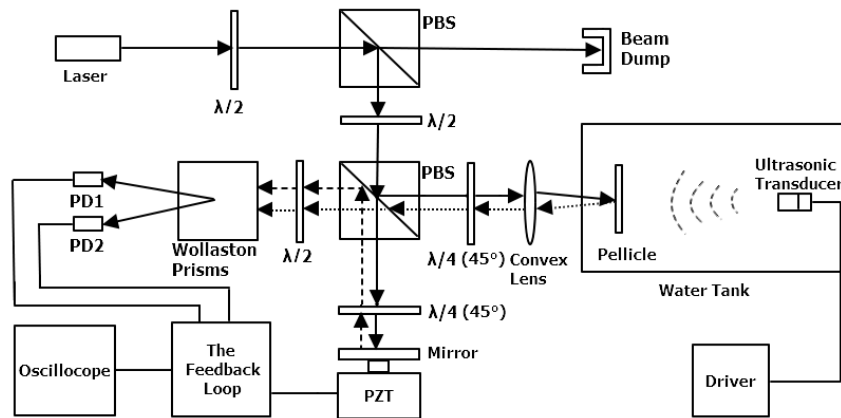 PBS
Laser
Beam
Dump
λ/2
λ/2
PBS
Ultrasonic
Transducer
PD1
PD2
Wollaston
Prisms
λ/2
λ/4 (45°)
Convex
Lens
Pellicle
Water Tank
λ/4 (45°)
Mirror
Oscillocope
The
Feedback
Loop
PZT
Driver